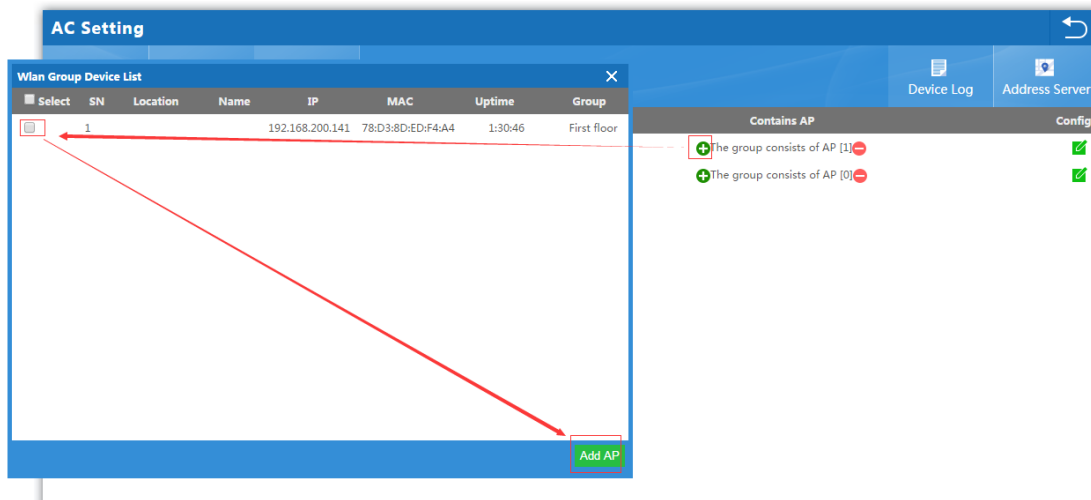 AC Setting
Device Log
Address Server
Wlan Group Device List
Select SN Location Name IP MAC Uptime Group
1 192.168.200.141 78:D3:8D:ED:F4:A4 1:30:46 First floor
Add AP
Contains AP Config
The group consists of AP [1]
The group consists of AP [0]